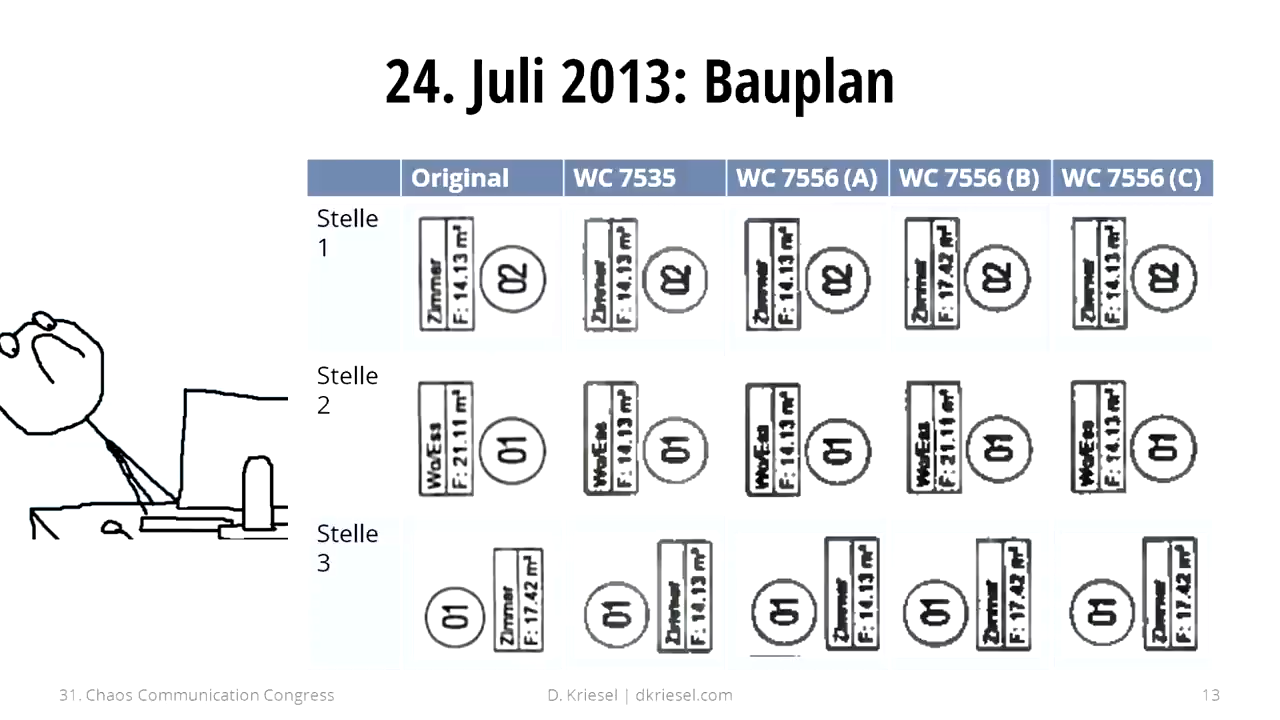 24. Juli 2013: Bauplan
Original WC 7535 WC 7556 (A) WC 7556 (B) WC 7556 (C)
Stelle
1
Zimmer
F: 14.13 m²
02
Zimmer
F: 14.13 m²
02
Zimmer
F: 14.13 m²
02
Zimmer
F: 17.42 m²
02
Zimmer
F: 14.13 m²
02
Stelle
2
Wo/Ess
F: 21.11 m²
01
Wo/Ess
F: 14.13 m²
01
Wo/Ess
F: 14.13 m²
01
Wo/Ess
F: 21.11 m²
01
Wo/Ess
F: 14.13 m²
01
Stelle
3
01
Zimmer
F: 17.42 m²
01
Zimmer
F: 14.13 m²
01
Zimmer
F: 14.13 m²
01
Zimmer
F: 17.42 m²
01
Zimmer
F: 17.42 m²
31. Chaos Communication Congress D. Kriesel | dkriesel.com 13